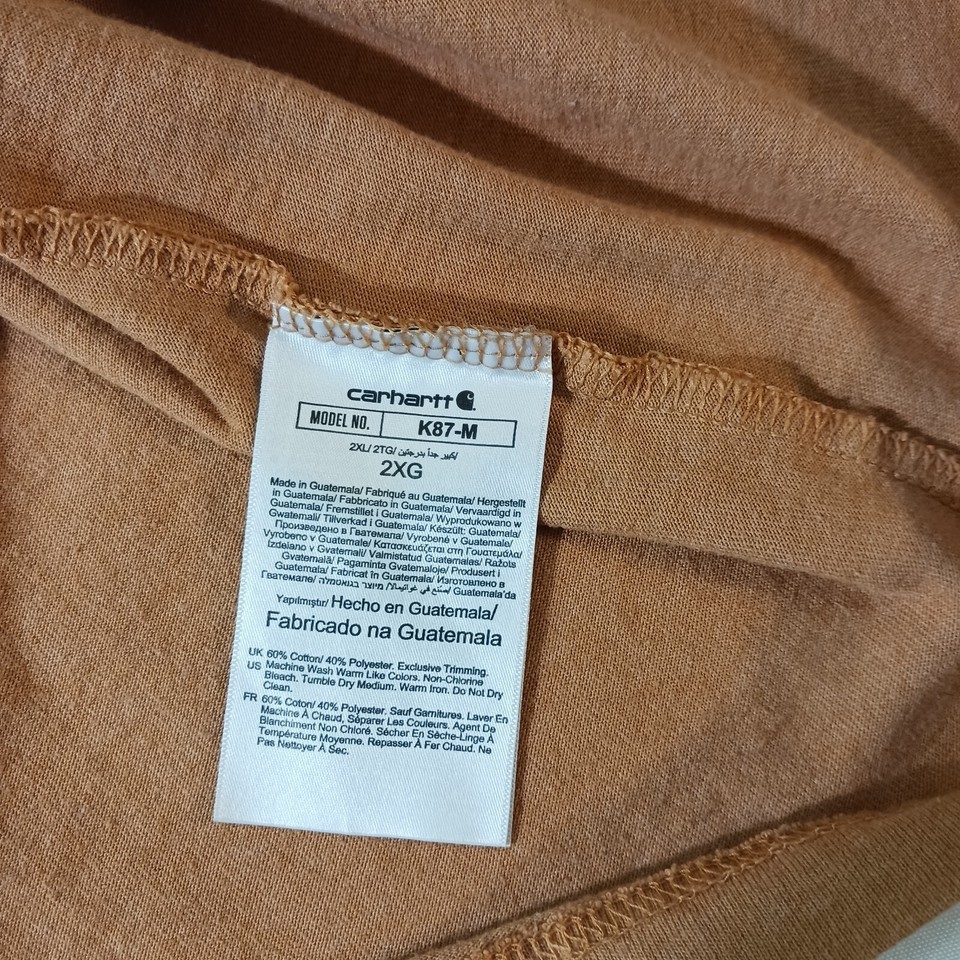 carhartt
MODEL NO. K87-M
2XL/ 2TG/ كبير جداً بدرجتين/
2XG
Made in Guatemala/ Fabriqué au Guatemala/ Hergestellt
in Guatemala/ Fabbricato in Guatemala/ Vervaardigd in
Guatemala/ Fremstillet i Guatemala/ Wyprodukowano w
Gwatemali/ Tillverkad i Guatemala/ Készült: Guatemala/
Произведено в Гватемала/ Vyrobené v Guatemale/
Vyrobeno v Guatemale/ Κατασκευάζεται στη Γουατεμάλα/
Izdelano v Gvatemali/ Valmistatud Guatemalas/ Ražots
Gvatemalā/ Pagaminta Gvatemaloje/ Produsert i
Guatemala/ Fabricat în Guatemala/ Изготовлено в
Гватемале/ صنع في غواتيمالا/ מיוצר בגואטמלה/ Guatemala'da
Yapılmıştır/ Hecho en Guatemala/
Fabricado na Guatemala
UK 60% Cotton/ 40% Polyester. Exclusive Trimming.
US Machine Wash Warm Like Colors. Non-Chlorine
Bleach. Tumble Dry Medium. Warm Iron. Do Not Dry
Clean.
FR 60% Coton/ 40% Polyester. Sauf Garnitures. Laver En
Machine À Chaud, Séparer Les Couleurs. Agent De
Blanchiment Non Chloré. Sécher En Sèche-Linge À
Température Moyenne. Repasser À Fer Chaud. Ne
Pas Nettoyer À Sec.